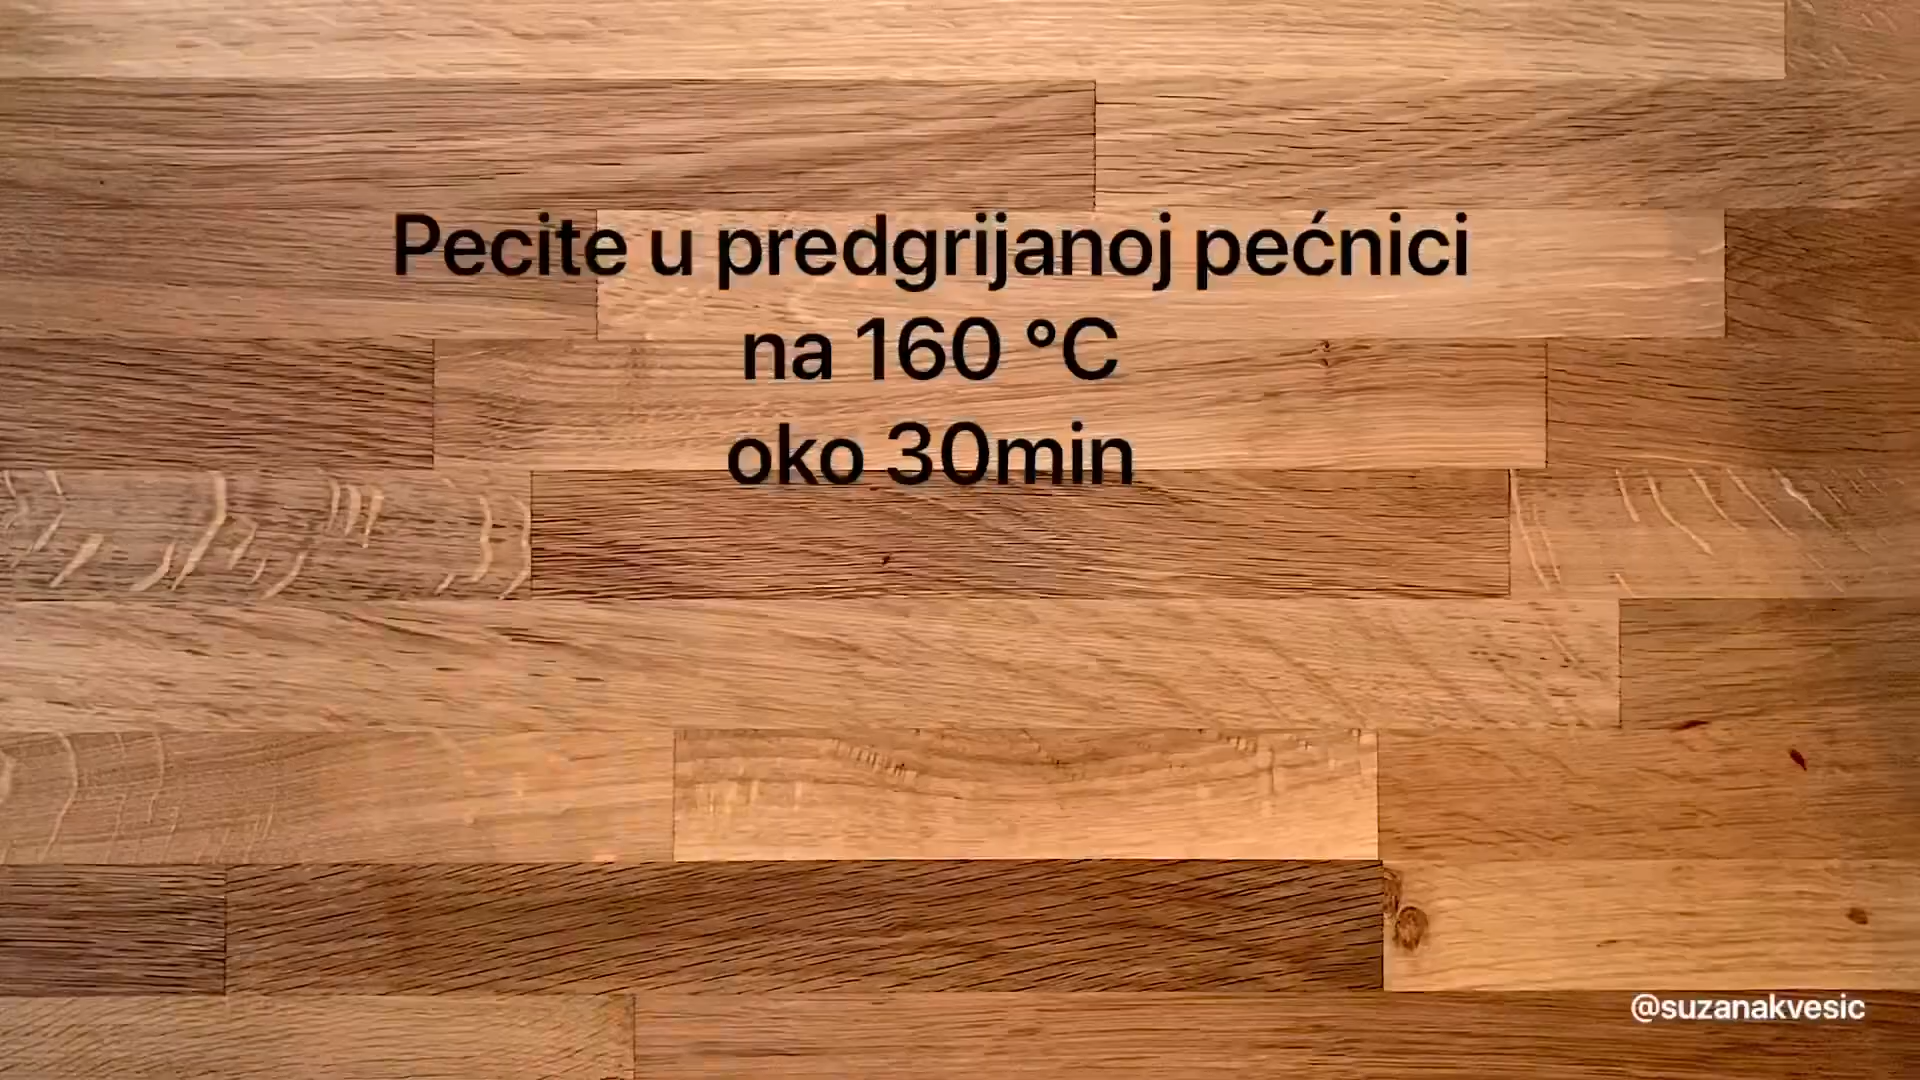 Pecite u predgrijanoj pećnici
na 160 °C
oko 30min
@suzanakvesic